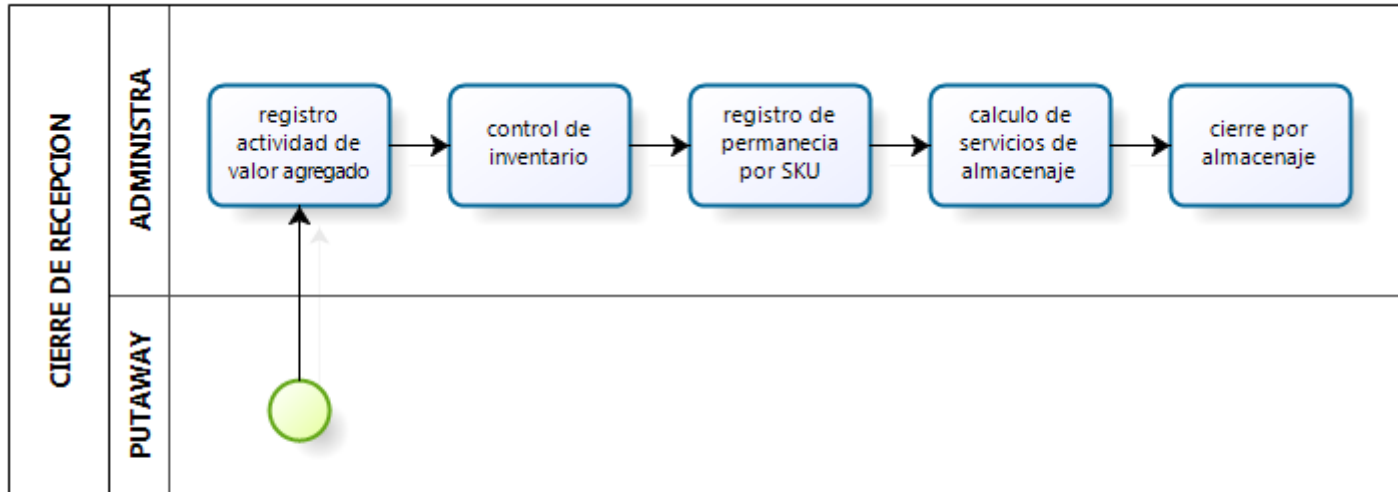 CIERRE DE RECEPCION
ADMINISTRA
registro
actividad de
valor agregado
control de
inventario
registro de
permanecia
por SKU
calculo de
servicios de
almacenaje
cierre por
almacenaje
PUTAWAY